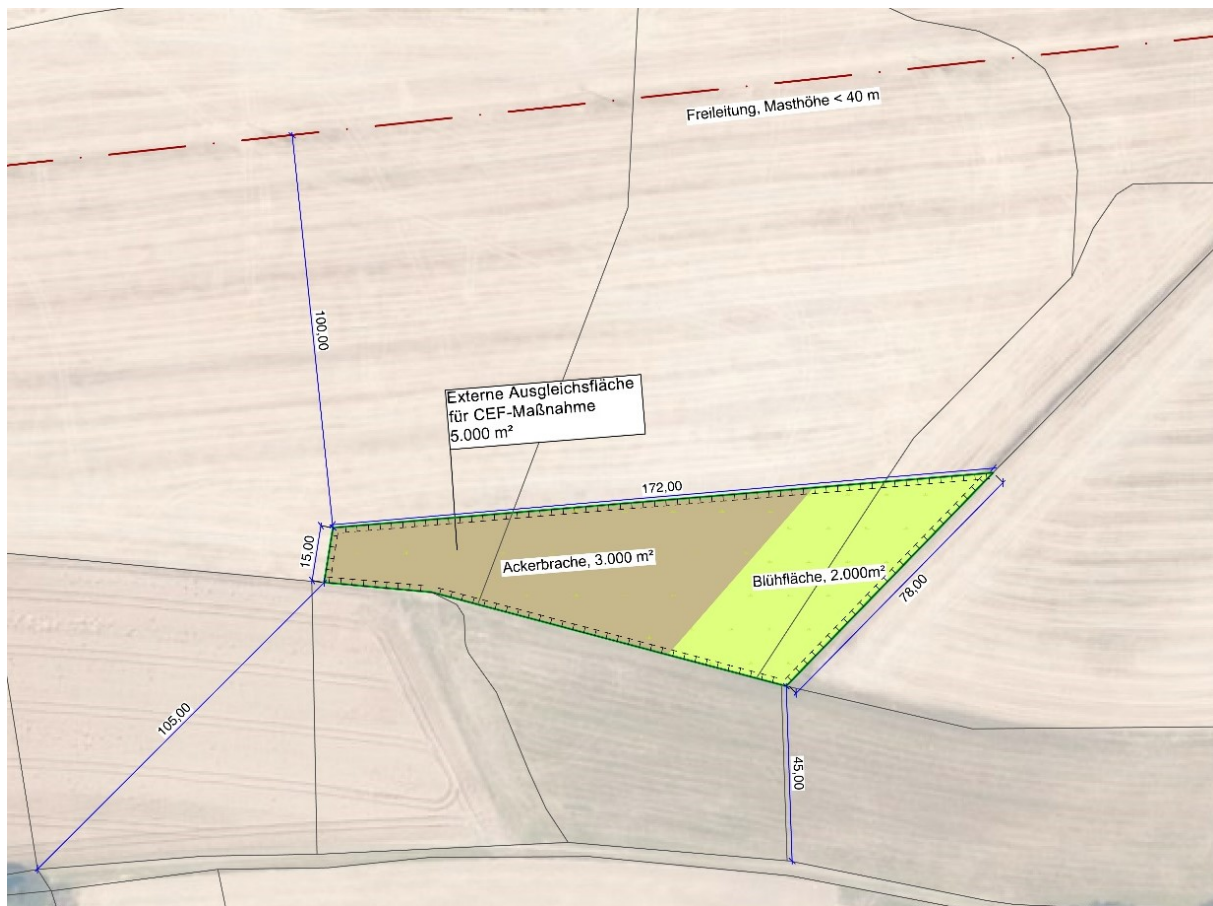 Freileitung, Masthöhe < 40 m
100,00
Externe Ausgleichsfläche
für CEF-Maßnahme
5.000 m²
172,00
15,00
Ackerbrache, 3.000 m²
Blühfläche, 2.000m²
78,00
105,00
45,00